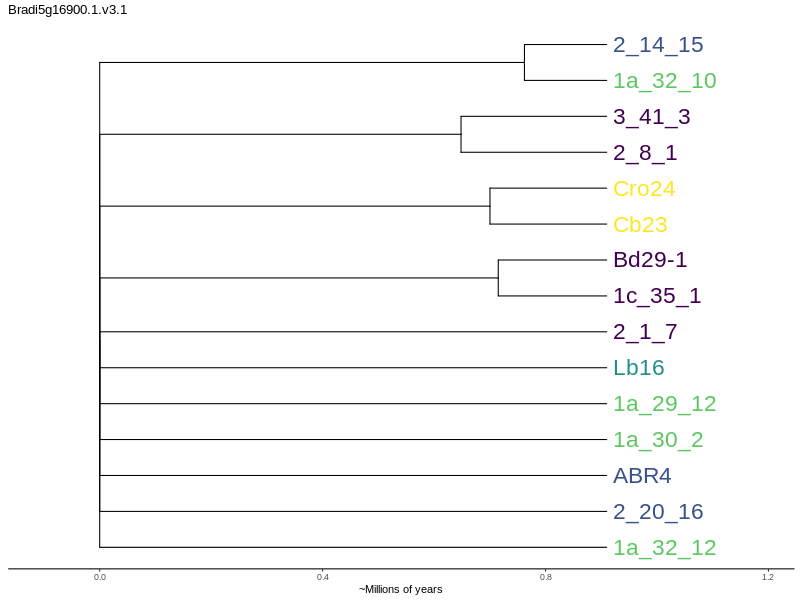 Bradi5g16900.1.v3.1
2_14_15
1a_32_10
3_41_3
2_8_1
Cro24
Cb23
Bd29-1
1c_35_1
2_1_7
Lb16
1a_29_12
1a_30_2
ABR4
2_20_16
1a_32_12
0.0 0.4 0.8 1.2
~Millions of years